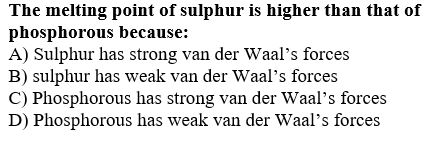 The melting point of sulphur is higher than that of
phosphorous because:
A) Sulphur has strong van der Waal’s forces
B) sulphur has weak van der Waal’s forces
C) Phosphorous has strong van der Waal’s forces
D) Phosphorous has weak van der Waal’s forces